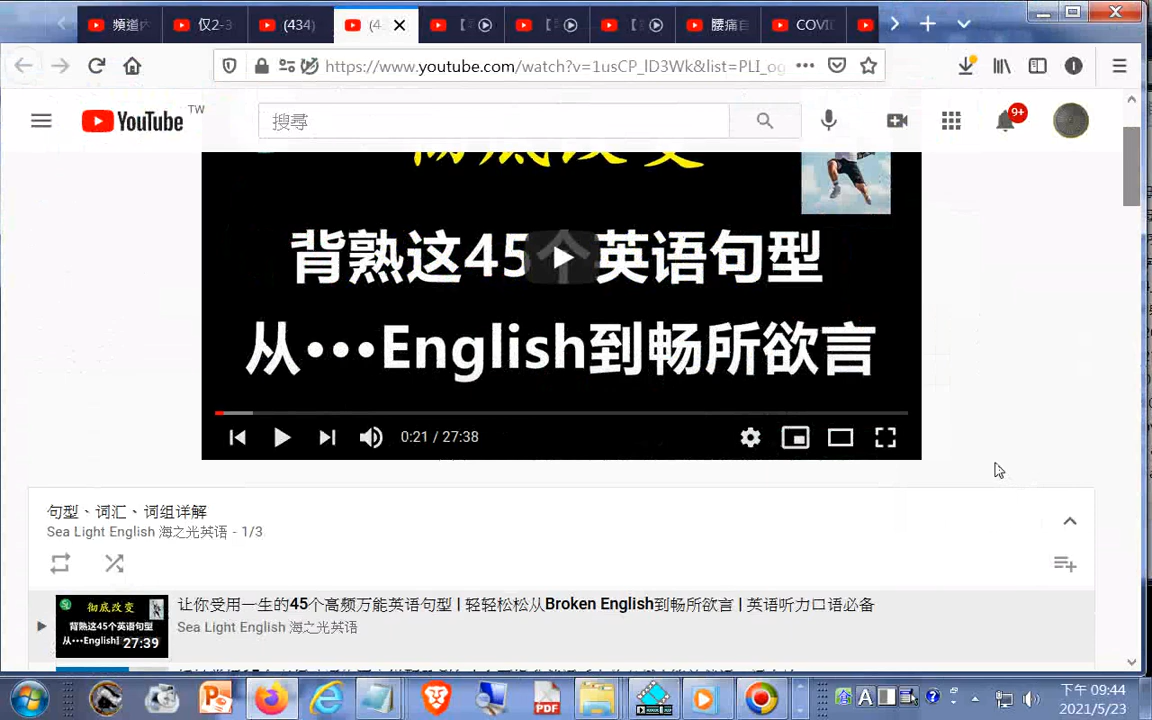 頻道內
仅2-3
(434)
(4
【
【
【
腰痛自
COVID
https://www.youtube.com/watch?v=1usCP_lD3Wk&list=PLI_og
YouTube TW
搜尋
9+
彻底改变
背熟这45个英语句型
从•••English到畅所欲言
0:21 / 27:38
句型、词汇、词组详解
Sea Light English 海之光英语 - 1/3
彻底改变
背熟这45个英语句型
从•••English
27:39
让你受用一生的45个高频万能英语句型 | 轻轻松松从Broken English到畅所欲言 | 英语听力口语必备
Sea Light English 海之光英语
PDF
下午 09:44
2021/5/23